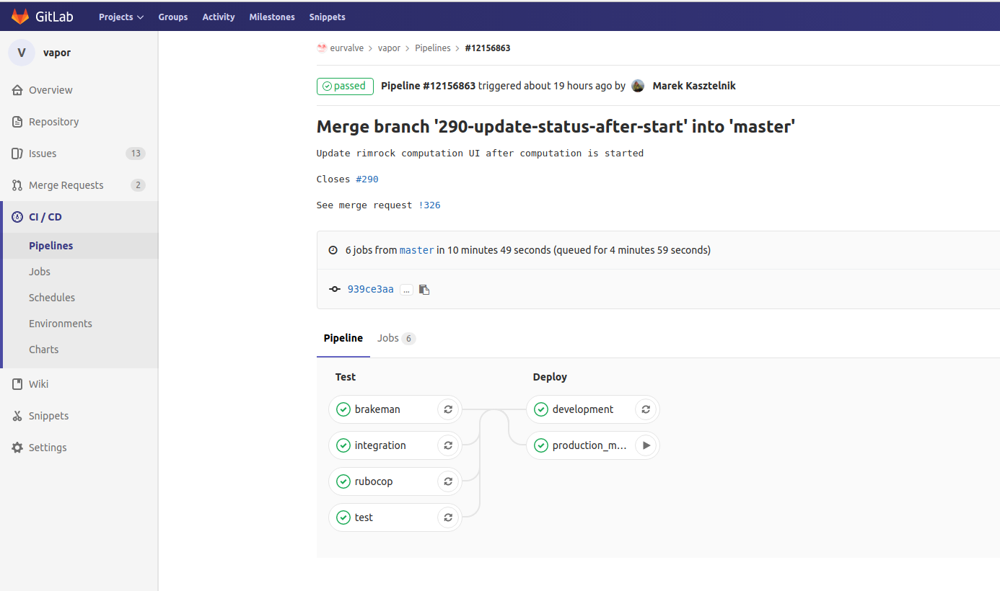 GitLab Projects Groups Activity Milestones Snippets
V vapor
Overview
Repository
Issues 13
Merge Requests 2
CI / CD
Pipelines
Jobs
Schedules
Environments
Charts
Wiki
Snippets
Settings
eurvalve > vapor > Pipelines > #12156863
passed Pipeline #12156863 triggered about 19 hours ago by Marek Kasztelnik
Merge branch '290-update-status-after-start' into 'master'
Update rimrock computation UI after computation is started
Closes #290
See merge request !326
6 jobs from master in 10 minutes 49 seconds (queued for 4 minutes 59 seconds)
939ce3aa ...
Pipeline Jobs 6
Test Deploy
brakeman development
integration production_m...
rubocop
test